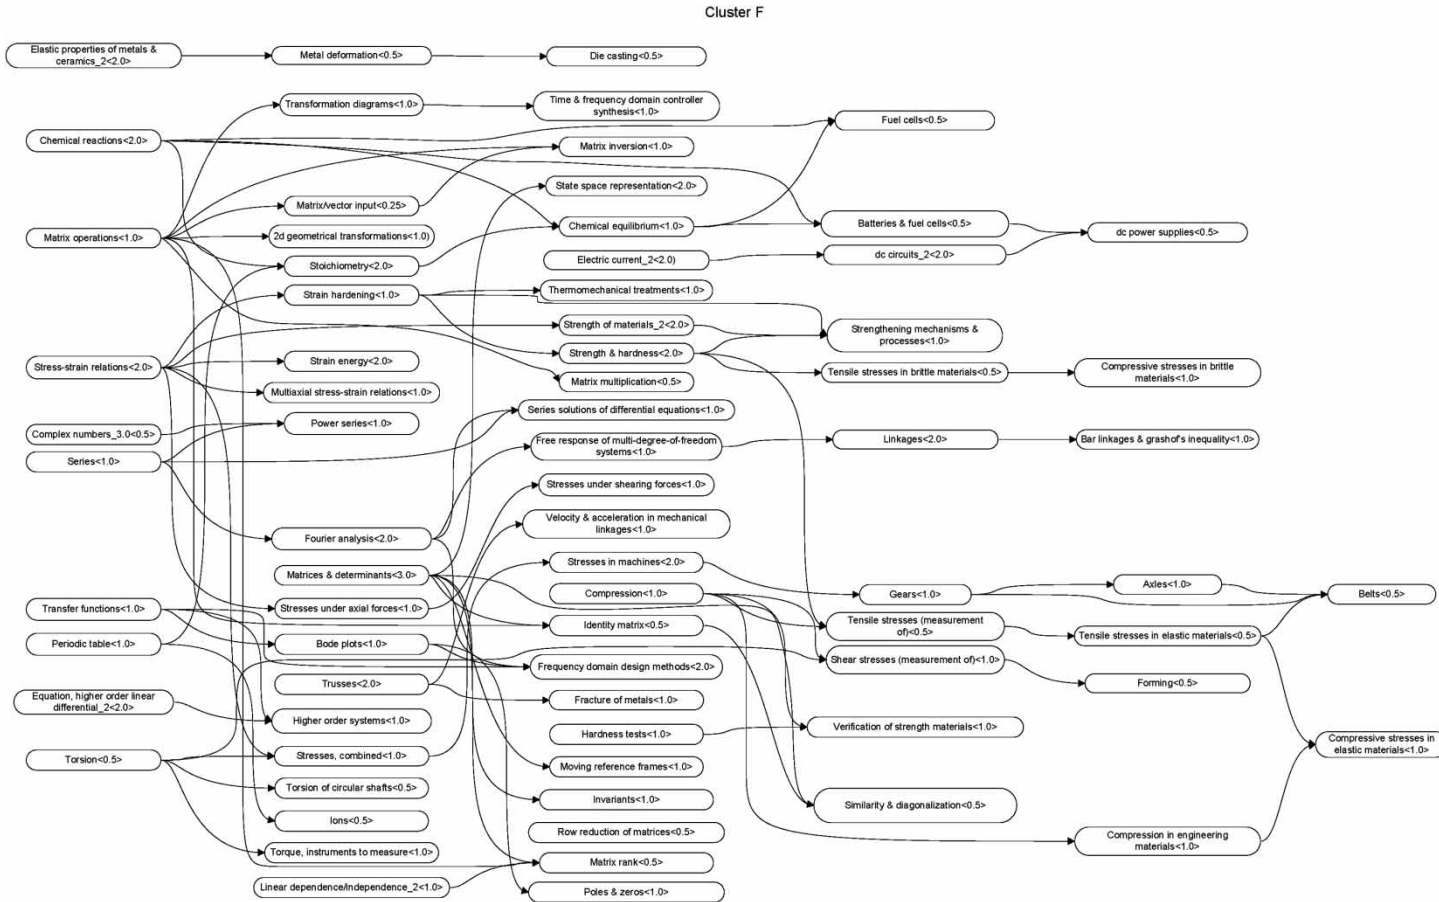 Cluster F
Elastic properties of metals &
ceramics_2<2.0>
Metal deformation<0.5>
Die casting<0.5>
Transformation diagrams<1.0>
Time & frequency domain controller
synthesis<1.0>
Fuel cells<0.5>
Chemical reactions<2.0>
Matrix inversion<1.0>
State space representation<2.0>
Matrix/vector input<0.25>
Chemical equilibrium<1.0>
Batteries & fuel cells<0.5>
dc power supplies<0.5>
Matrix operations<1.0>
2d geometrical transformations<1.0)
Electric current_2<2.0)
dc circuits_2<2.0>
Stoichiometry<2.0>
Strain hardening<1.0>
Thermomechanical treatments<1.0>
Strength of materials_2<2.0>
Strengthening mechanisms &
processes<1.0>
Strength & hardness<2.0>
Stress-strain relations<2.0>
Strain energy<2.0>
Tensile stresses in brittle materials<0.5>
Compressive stresses in brittle
materials<1.0>
Matrix multiplication<0.5>
Multiaxial stress-strain relations<1.0>
Series solutions of differential equations<1.0>
Power series<1.0>
Complex numbers_3.0<0.5>
Free response of multi-degree-of-freedom
systems<1.0>
Linkages<2.0>
Bar linkages & grashof's inequality<1.0>
Series<1.0>
Stresses under shearing forces<1.0>
Velocity & acceleration in mechanical
linkages<1.0>
Fourier analysis<2.0>
Stresses in machines<2.0>
Matrices & determinants<3.0>
Axles<1.0>
Compression<1.0>
Gears<1.0>
Belts<0.5>
Transfer functions<1.0>
Stresses under axial forces<1.0>
Identity matrix<0.5>
Tensile stresses (measurement
of)<0.5>
Tensile stresses in elastic materials<0.5>
Periodic table<1.0>
Bode plots<1.0>
Frequency domain design methods<2.0>
Shear stresses (measurement of)<1.0>
Trusses<2.0>
Forming<0.5>
Equation, higher order linear
differential_2<2.0>
Fracture of metals<1.0>
Higher order systems<1.0>
Hardness tests<1.0>
Verification of strength materials<1.0>
Compressive stresses in
elastic materials<1.0>
Torsion<0.5>
Stresses, combined<1.0>
Moving reference frames<1.0>
Torsion of circular shafts<0.5>
Invariants<1.0>
Similarity & diagonalization<0.5>
Ions<0.5>
Row reduction of matrices<0.5>
Compression in engineering
materials<1.0>
Torque, instruments to measure<1.0>
Matrix rank<0.5>
Linear dependence/independence_2<1.0>
Poles & zeros<1.0>